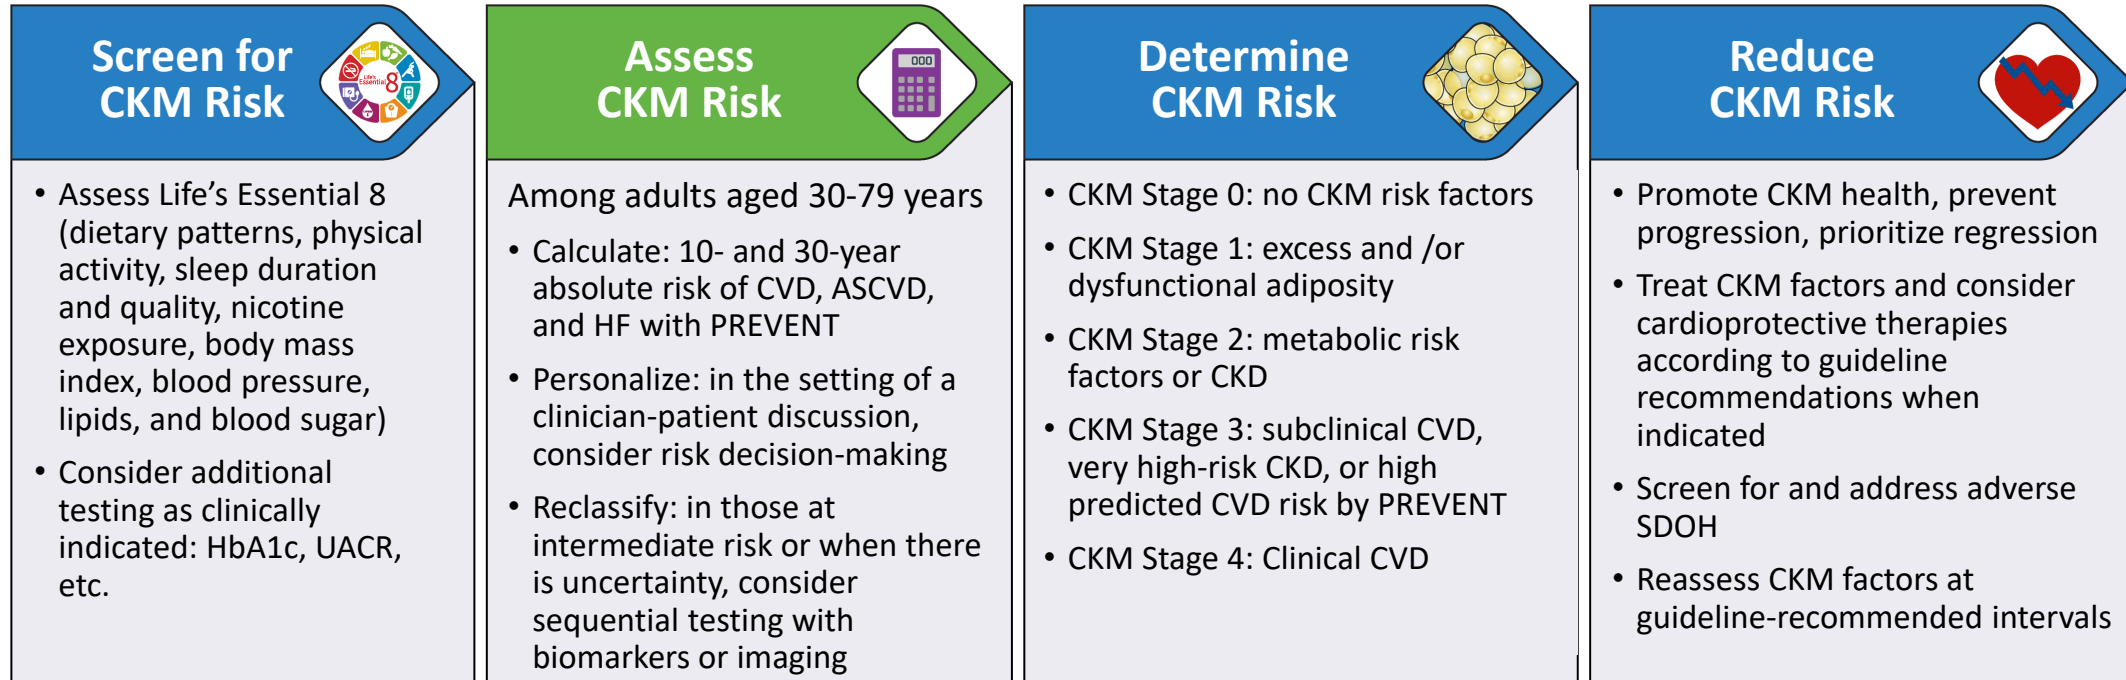 Screen for
CKM Risk
Life's
Essential 8
• Assess Life's Essential 8
(dietary patterns, physical
activity, sleep duration
and quality, nicotine
exposure, body mass
index, blood pressure,
lipids, and blood sugar)
• Consider additional
testing as clinically
indicated: HbA1c, UACR,
etc.
Assess
CKM Risk
000
Among adults aged 30-79 years
• Calculate: 10- and 30-year
absolute risk of CVD, ASCVD,
and HF with PREVENT
• Personalize: in the setting of a
clinician-patient discussion,
consider risk decision-making
• Reclassify: in those at
intermediate risk or when there
is uncertainty, consider
sequential testing with
biomarkers or imaging
Determine
CKM Risk
• CKM Stage 0: no CKM risk factors
• CKM Stage 1: excess and /or
dysfunctional adiposity
• CKM Stage 2: metabolic risk
factors or CKD
• CKM Stage 3: subclinical CVD,
very high-risk CKD, or high
predicted CVD risk by PREVENT
• CKM Stage 4: Clinical CVD
Reduce
CKM Risk
• Promote CKM health, prevent
progression, prioritize regression
• Treat CKM factors and consider
cardioprotective therapies
according to guideline
recommendations when
indicated
• Screen for and address adverse
SDOH
• Reassess CKM factors at
guideline-recommended intervals